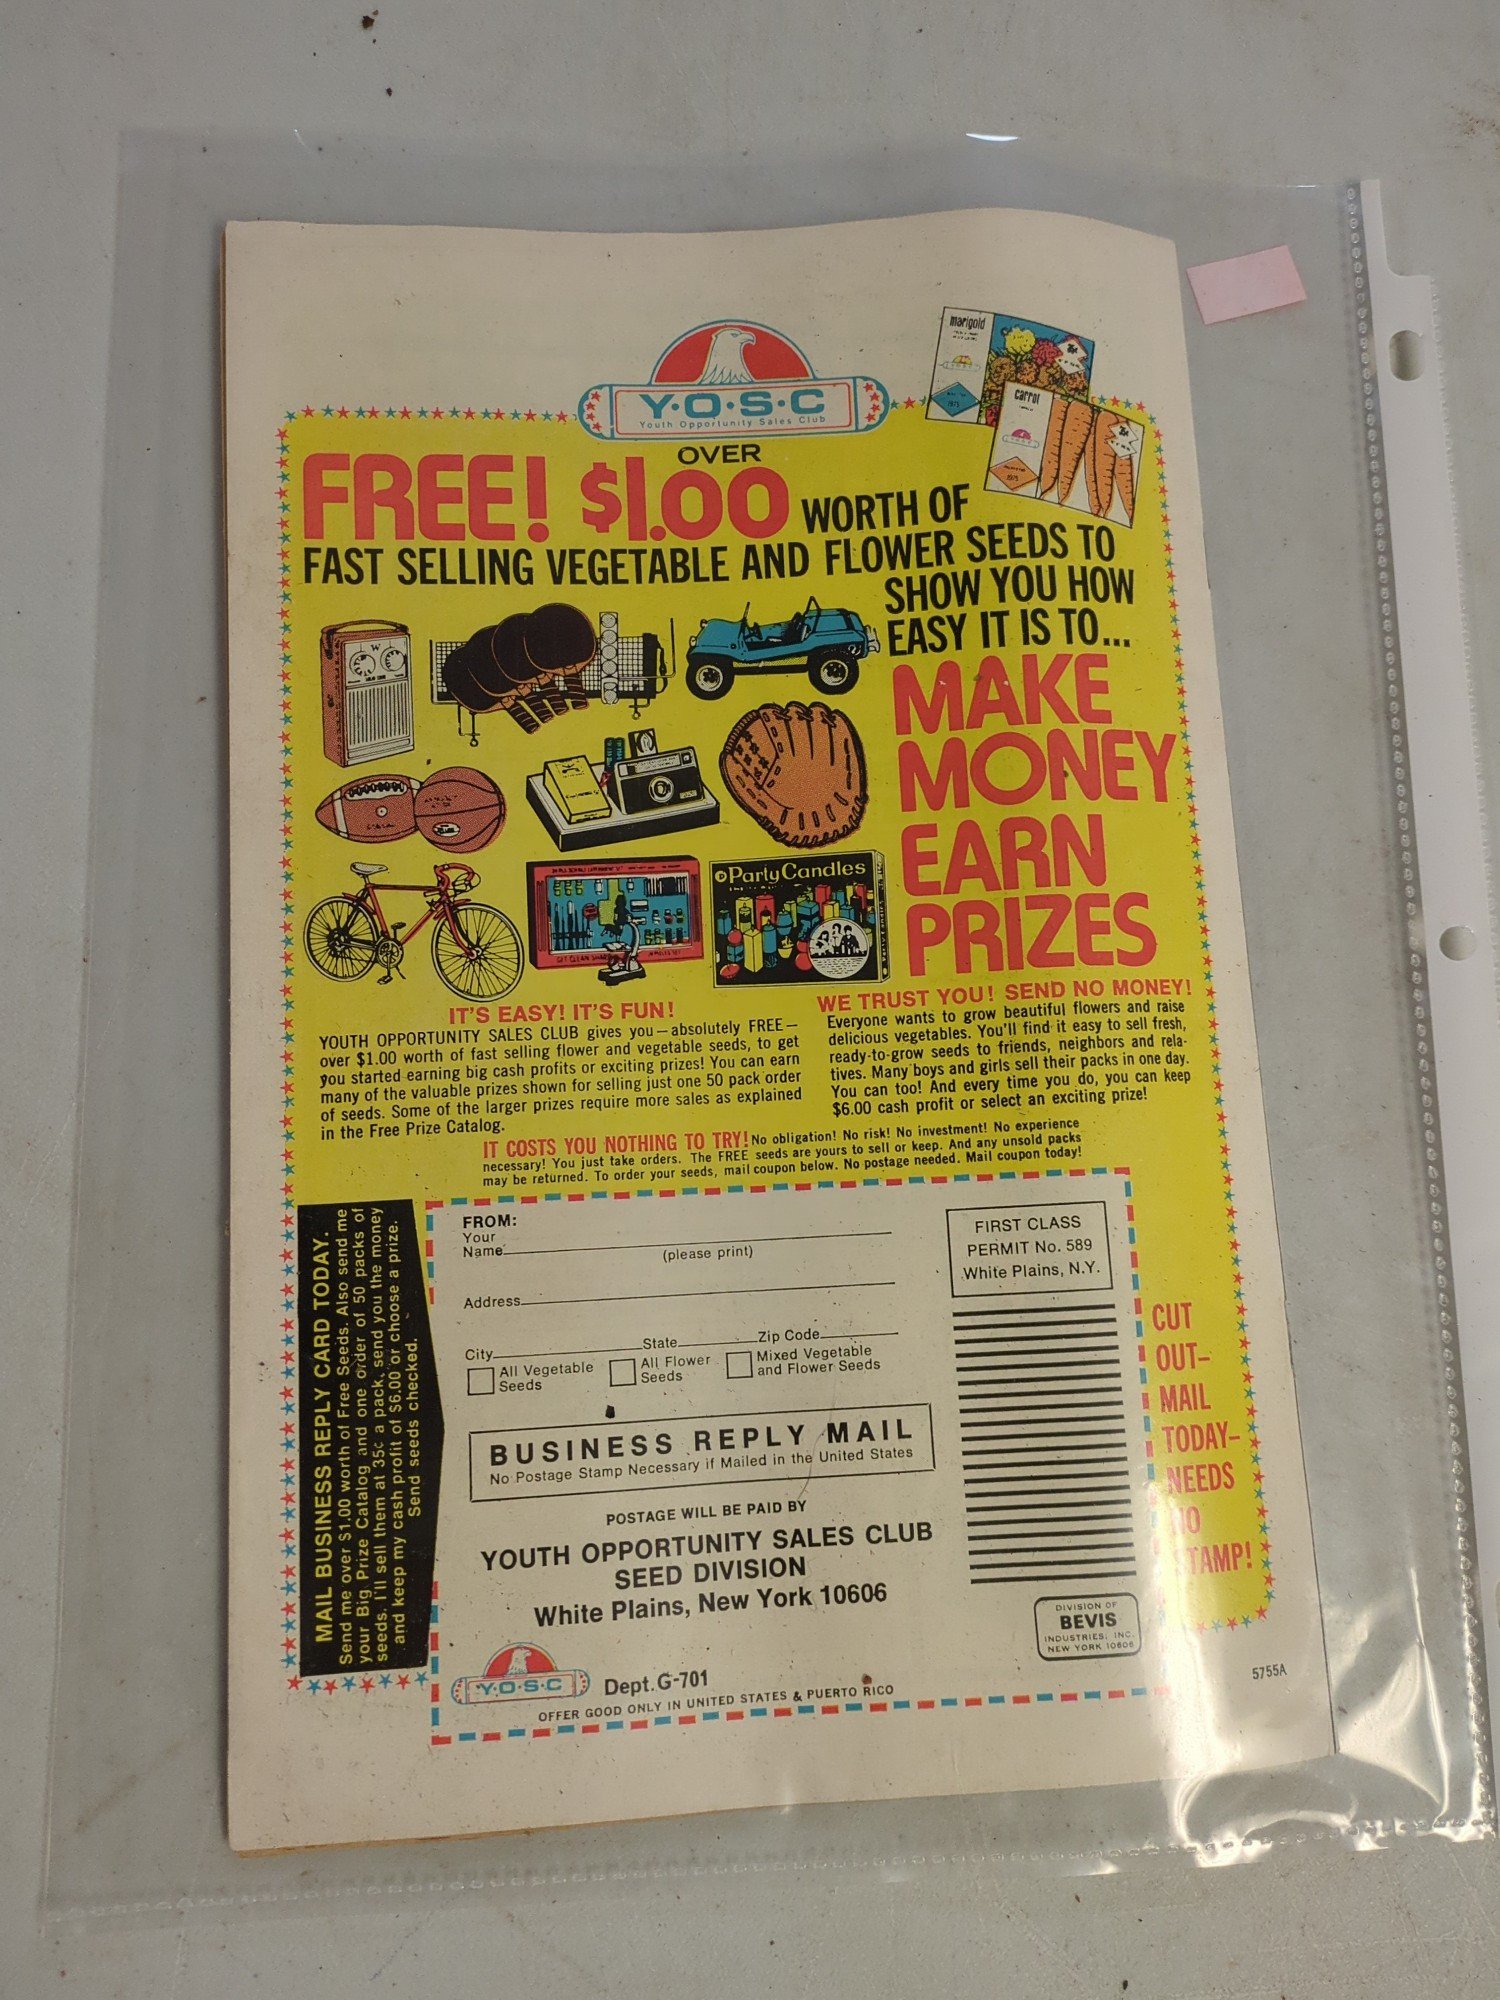 marigold
1975
carrot
1975
Y·O·S·C
Youth Opportunity Sales Club
OVER
FREE! $1.00 WORTH OF
FAST SELLING VEGETABLE AND FLOWER SEEDS TO
SHOW YOU HOW
EASY IT IS TO...
MAKE
MONEY
EARN
PRIZES
Party Candles
IT'S EASY! IT'S FUN!
YOUTH OPPORTUNITY SALES CLUB gives you—absolutely FREE—
over $1.00 worth of fast selling flower and vegetable seeds, to get
you started earning big cash profits or exciting prizes! You can earn
many of the valuable prizes shown for selling just one 50 pack order
of seeds. Some of the larger prizes require more sales as explained
in the Free Prize Catalog.
WE TRUST YOU! SEND NO MONEY!
Everyone wants to grow beautiful flowers and raise
delicious vegetables. You'll find it easy to sell fresh,
ready-to-grow seeds to friends, neighbors and rela-
tives. Many boys and girls sell their packs in one day.
You can too! And every time you do, you can keep
$6.00 cash profit or select an exciting prize!
IT COSTS YOU NOTHING TO TRY! No obligation! No risk! No investment! No experience
necessary! You just take orders. The FREE seeds are yours to sell or keep. And any unsold packs
may be returned. To order your seeds, mail coupon below. No postage needed. Mail coupon today!
MAIL BUSINESS REPLY CARD TODAY.
Send me over $1.00 worth of Free Seeds. Also send me
your Big Prize Catalog and one order of 50 packs of
seeds. I'll sell them at 35¢ a pack, send you the money
and keep my cash profit of $6.00 or choose a prize.
Send seeds checked.
FROM:
Your
Name
(please print)
Address
City State Zip Code
All Vegetable
Seeds
All Flower
Seeds
Mixed Vegetable
and Flower Seeds
FIRST CLASS
PERMIT No. 589
White Plains, N.Y.
BUSINESS REPLY MAIL
No Postage Stamp Necessary if Mailed in the United States
POSTAGE WILL BE PAID BY
YOUTH OPPORTUNITY SALES CLUB
SEED DIVISION
White Plains, New York 10606
CUT
OUT–
MAIL
TODAY–
NEEDS
NO
STAMP!
DIVISION OF
BEVIS
INDUSTRIES, INC.
NEW YORK 10606
Y·O·S·C
Dept. G-701
OFFER GOOD ONLY IN UNITED STATES & PUERTO RICO
5755A